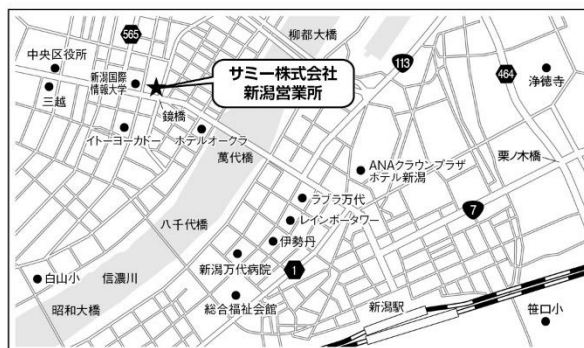 565
柳都大橋
中央区役所
サミー株式会社
新潟営業所
113
464
浄徳寺
新潟国際
情報大学
三越
鏡橋
イトーヨーカドー
ホテルオークラ
萬代橋
栗ノ木橋
ANAクラウンプラザ
ホテル新潟
ラブラ万代
八千代橋
レインボータワー
7
伊勢丹
新潟万代病院
1
白山小
信濃川
総合福祉会館
新潟駅
昭和大橋
笹口小